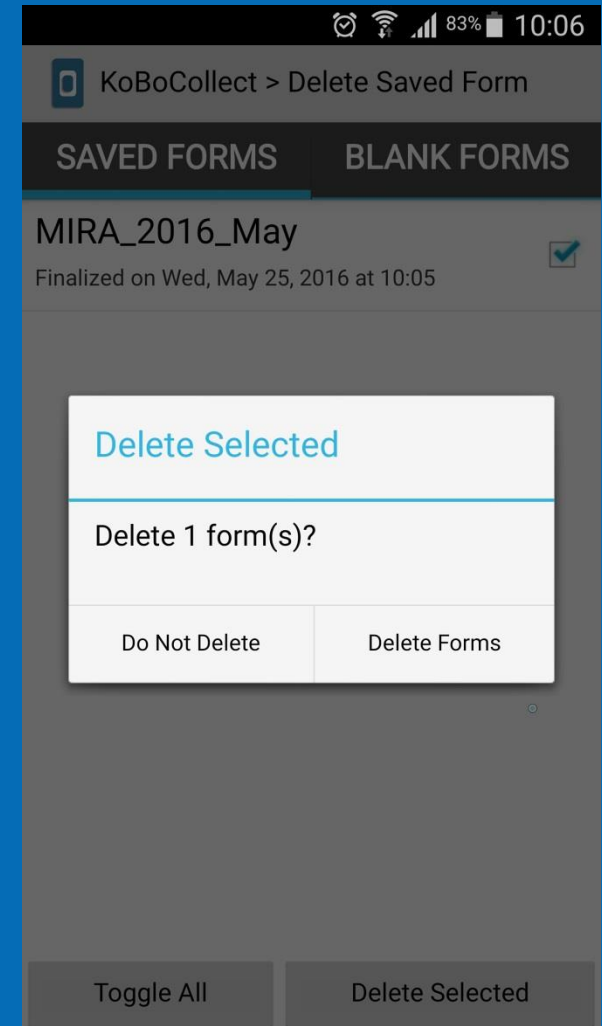 83% 10:06
KoBoCollect > Delete Saved Form
SAVED FORMS BLANK FORMS
MIRA_2016_May
Finalized on Wed, May 25, 2016 at 10:05
Delete Selected
Delete 1 form(s)?
Do Not Delete Delete Forms
Toggle All Delete Selected